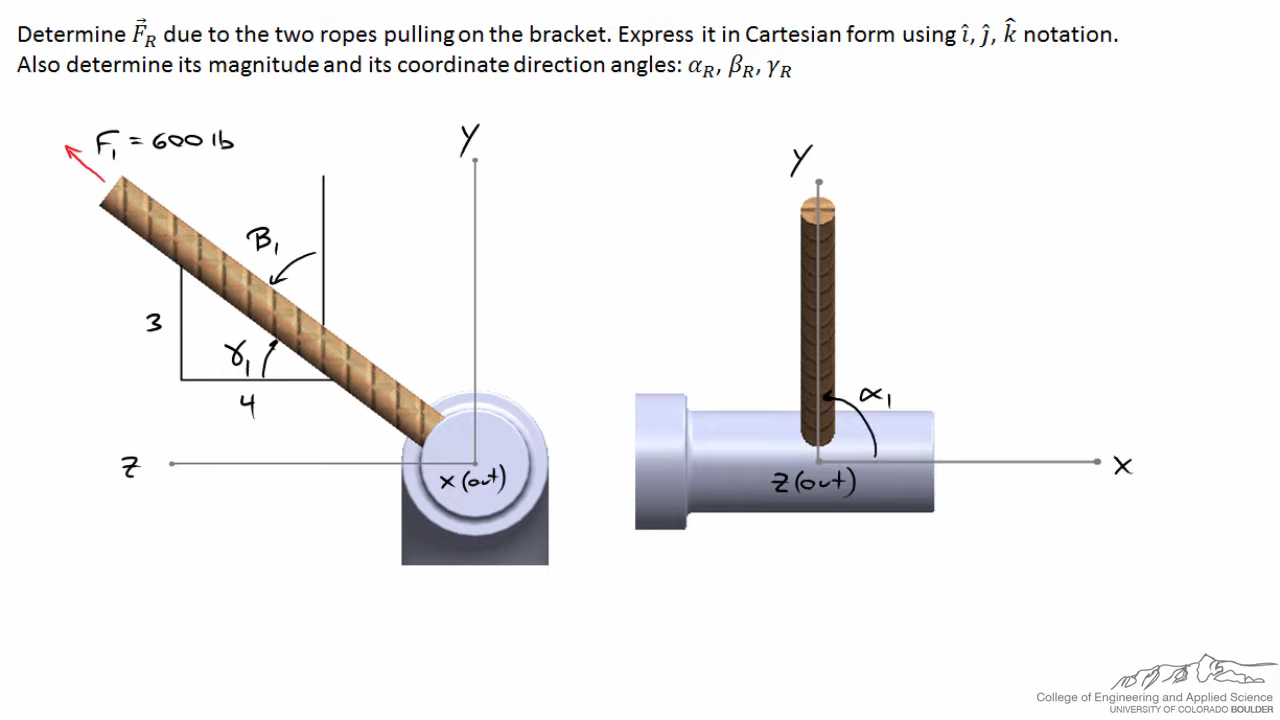 Determine F⃗_R due to the two ropes pulling on the bracket. Express it in Cartesian form using î, ĵ, k̂ notation.
Also determine its magnitude and its coordinate direction angles: α_R, β_R, γ_R
F₁ = 600 lb
y
y
β₁
3
γ₁
4
α₁
z
x (out)
z (out)
x
College of Engineering and Applied Science
UNIVERSITY OF COLORADO BOULDER